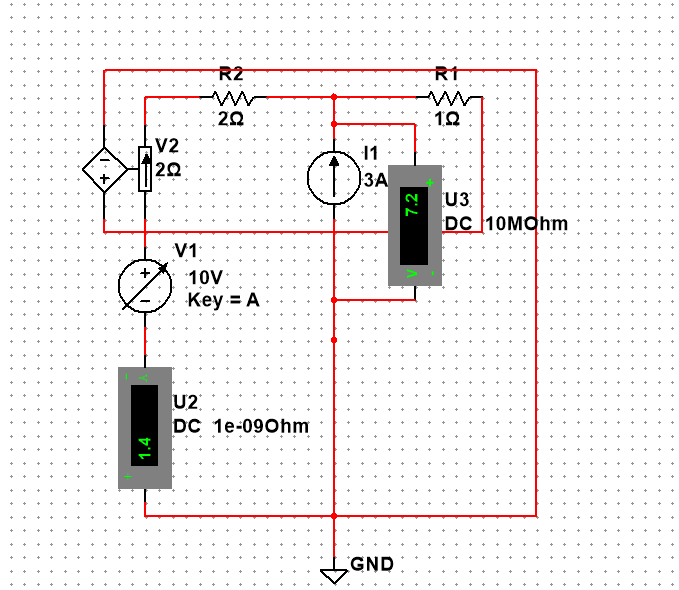 R2
R1
2Ω
1Ω
V2
2Ω
I1
3A
7.2
U3
DC 10MOhm
V1
10V
Key = A
1.4
U2
DC 1e-09Ohm
GND